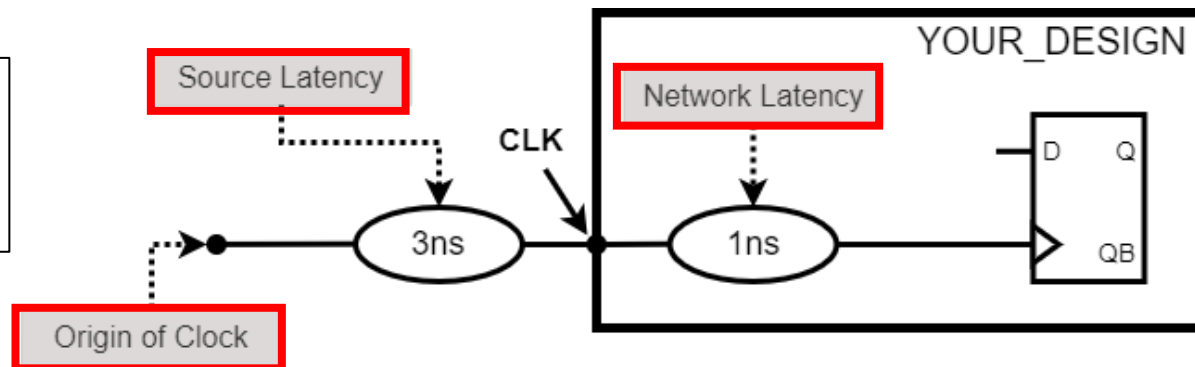 YOUR_DESIGN
Source Latency
Network Latency
CLK
D
Q
3ns
1ns
QB
Origin of Clock